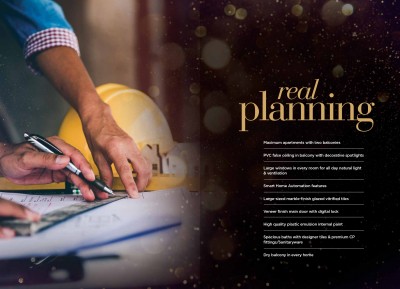 real
planning
Maximum apartments with two balconies
PVC false ceiling in balcony with decorative spotlights
Large windows in every room for all day natural light
& ventilation
Smart Home Automation features
Large sized marble finish glazed vitrified tiles
Veneer finish main door with digital lock
High quality plastic emulsion internal paint
Spacious baths with designer tiles & premium CP
fittings/Sanitaryware
Dry balcony in every home